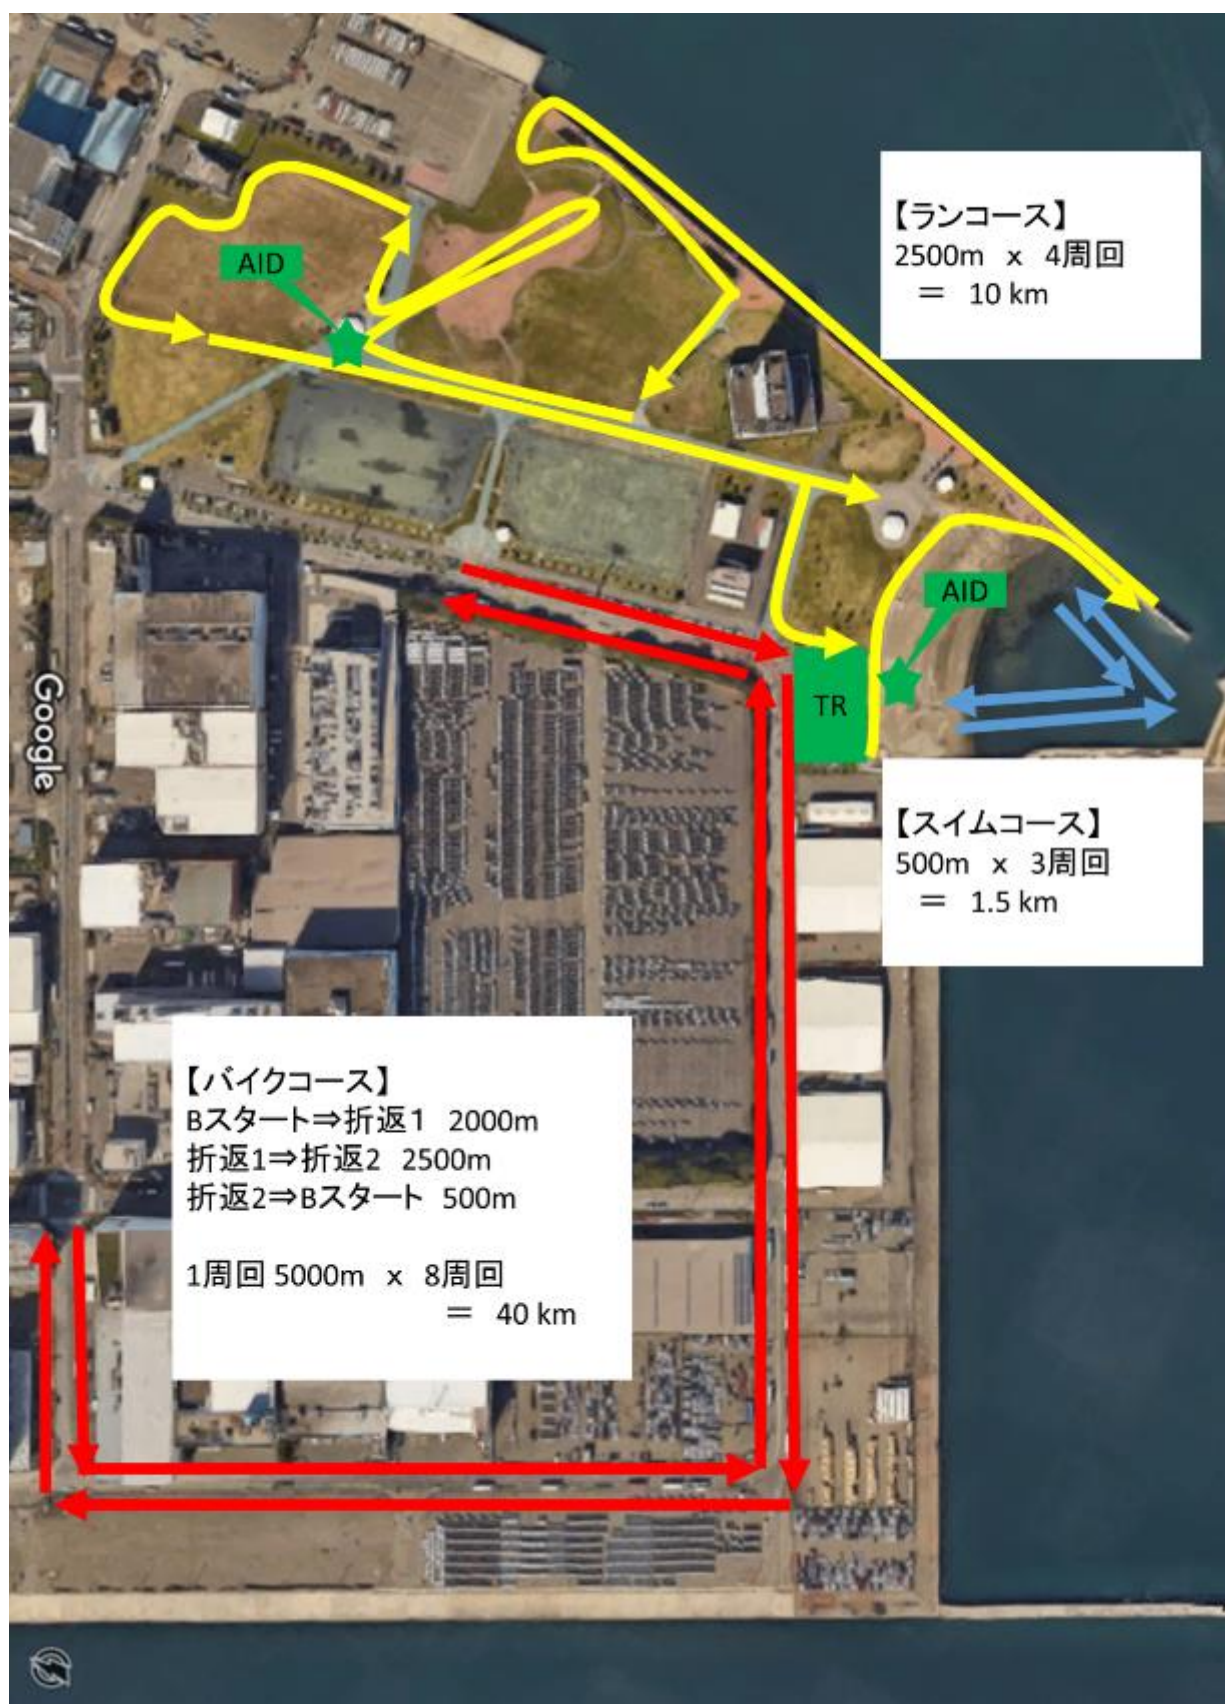 【ランコース】
2500m x 4周回
= 10 km
AID
AID
TR
Google
【スイムコース】
500m x 3周回
= 1.5 km
【バイクコース】
Bスタート⇒折返1 2000m
折返1⇒折返2 2500m
折返2⇒Bスタート 500m
1周回 5000m x 8周回
= 40 km